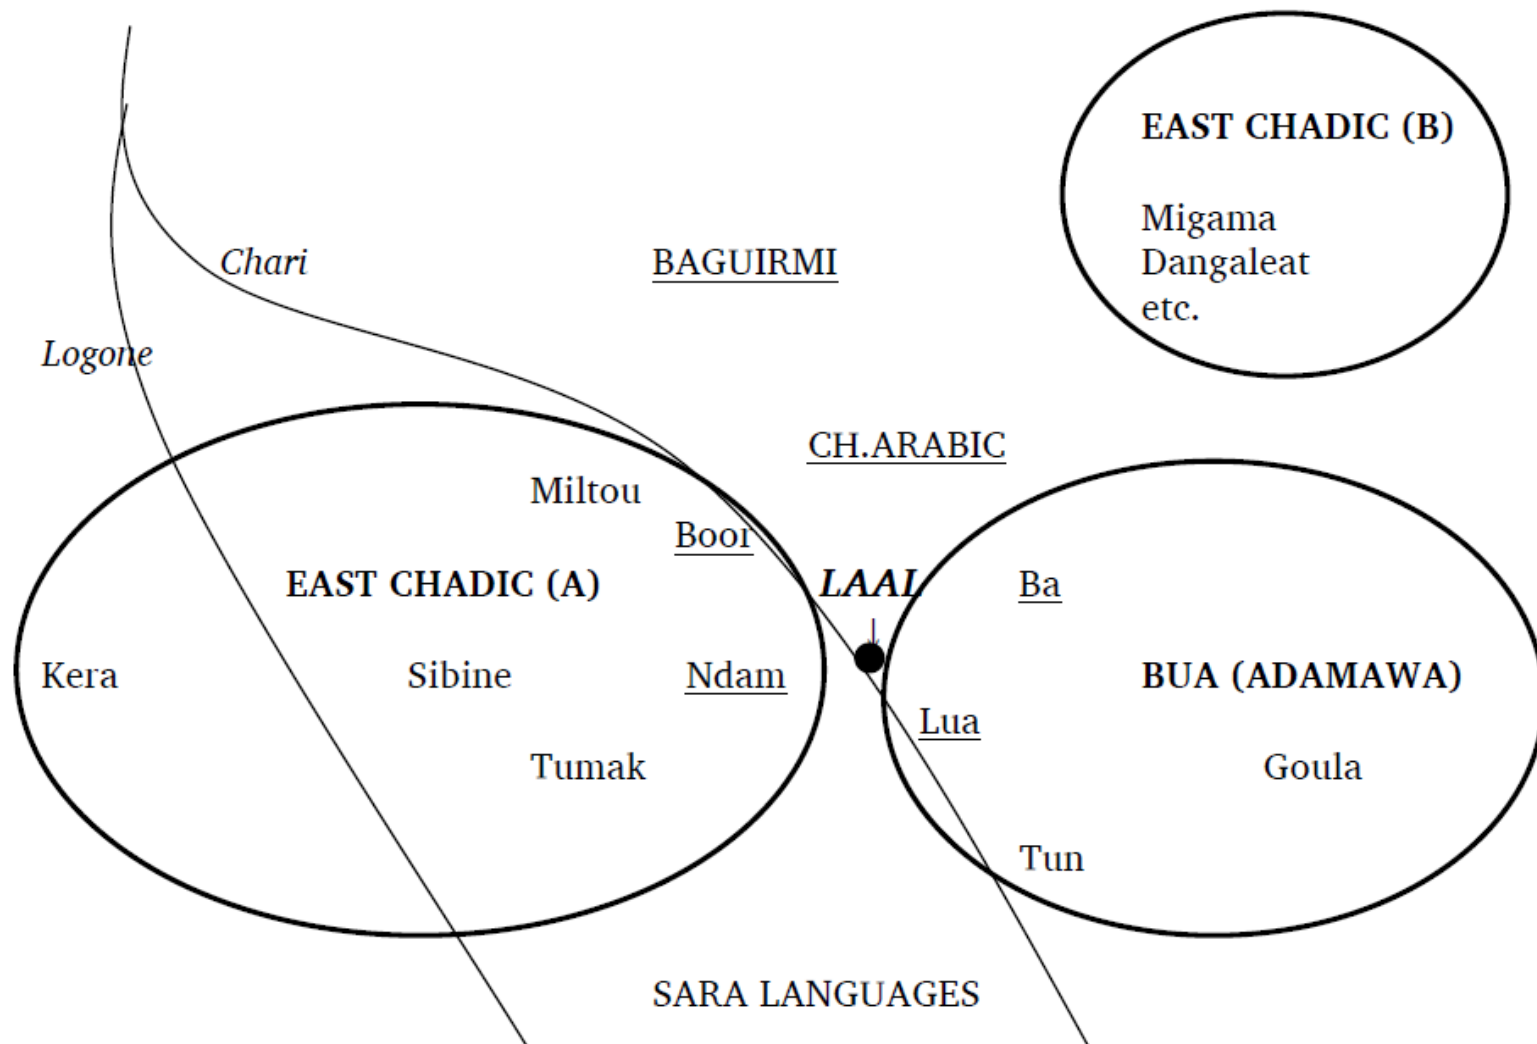 EAST CHADIC (B)
Migama
Dangaleat
etc.
Chari
BAGUIRMI
Logone
CH.ARABIC
Miltou
Boor
EAST CHADIC (A)
LAAL
Ba
Kera
Sibine
Ndam
BUA (ADAMAWA)
Lua
Tumak
Goula
Tun
SARA LANGUAGES